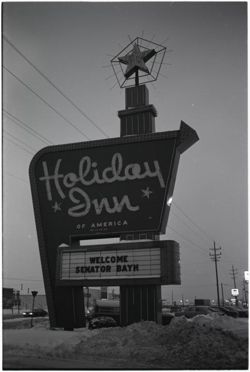 Holiday
Inn
OF AMERICA
WELCOME
SENATOR BAYH